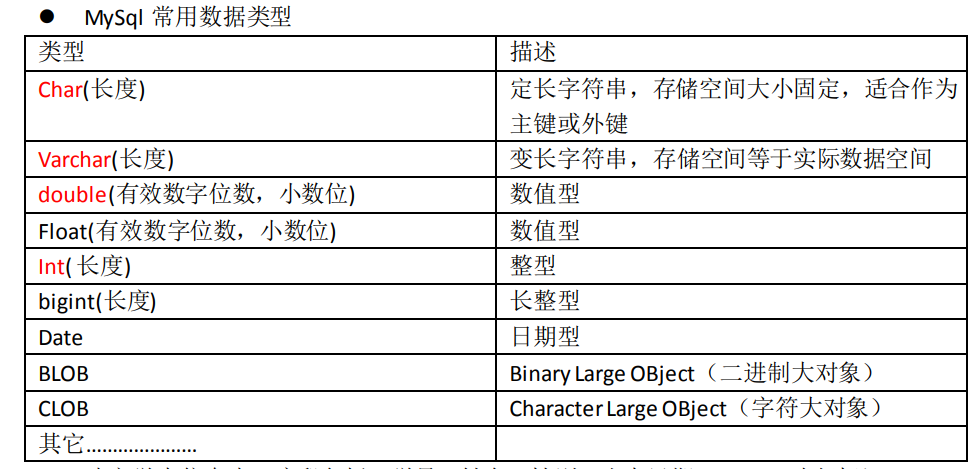 ● MySql 常用数据类型
类型 描述
Char(长度) 定长字符串，存储空间大小固定，适合作为
主键或外键
Varchar(长度) 变长字符串，存储空间等于实际数据空间
double(有效数字位数，小数位) 数值型
Float(有效数字位数，小数位) 数值型
Int( 长度) 整型
bigint(长度) 长整型
Date 日期型
BLOB Binary Large OBject（二进制大对象）
CLOB Character Large OBject（字符大对象）
其它…………………